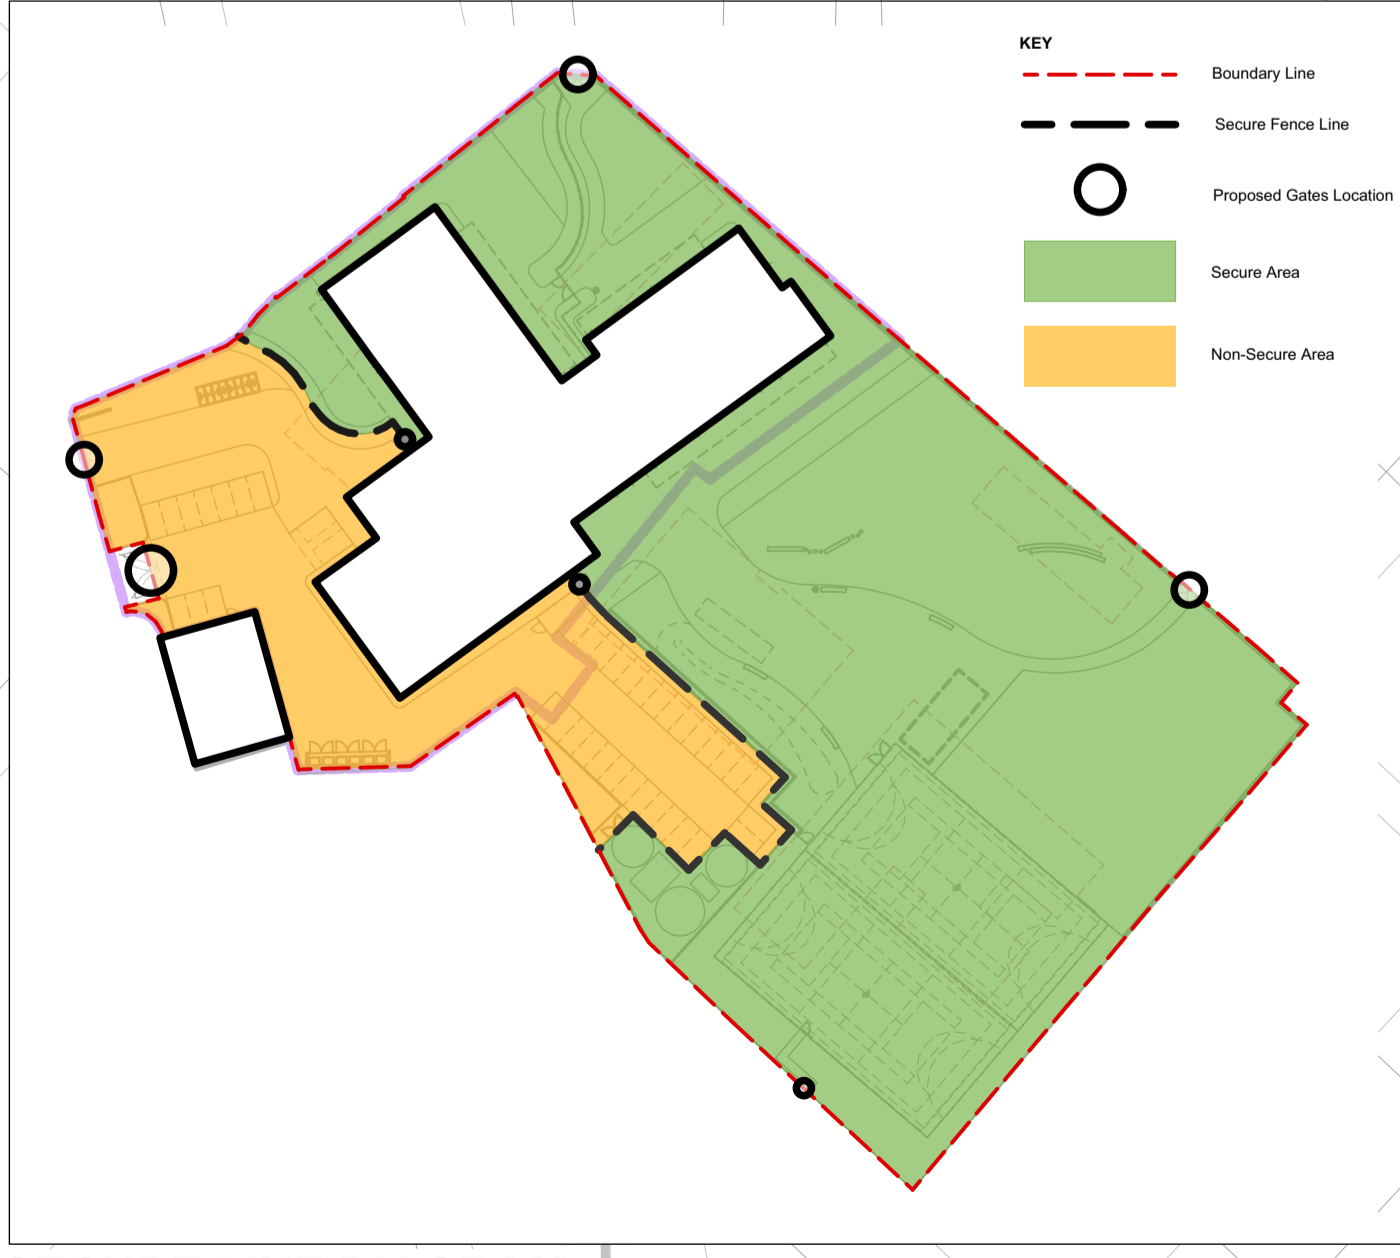 KEY
Boundary Line
Secure Fence Line
Proposed Gates Location
Secure Area
Non-Secure Area